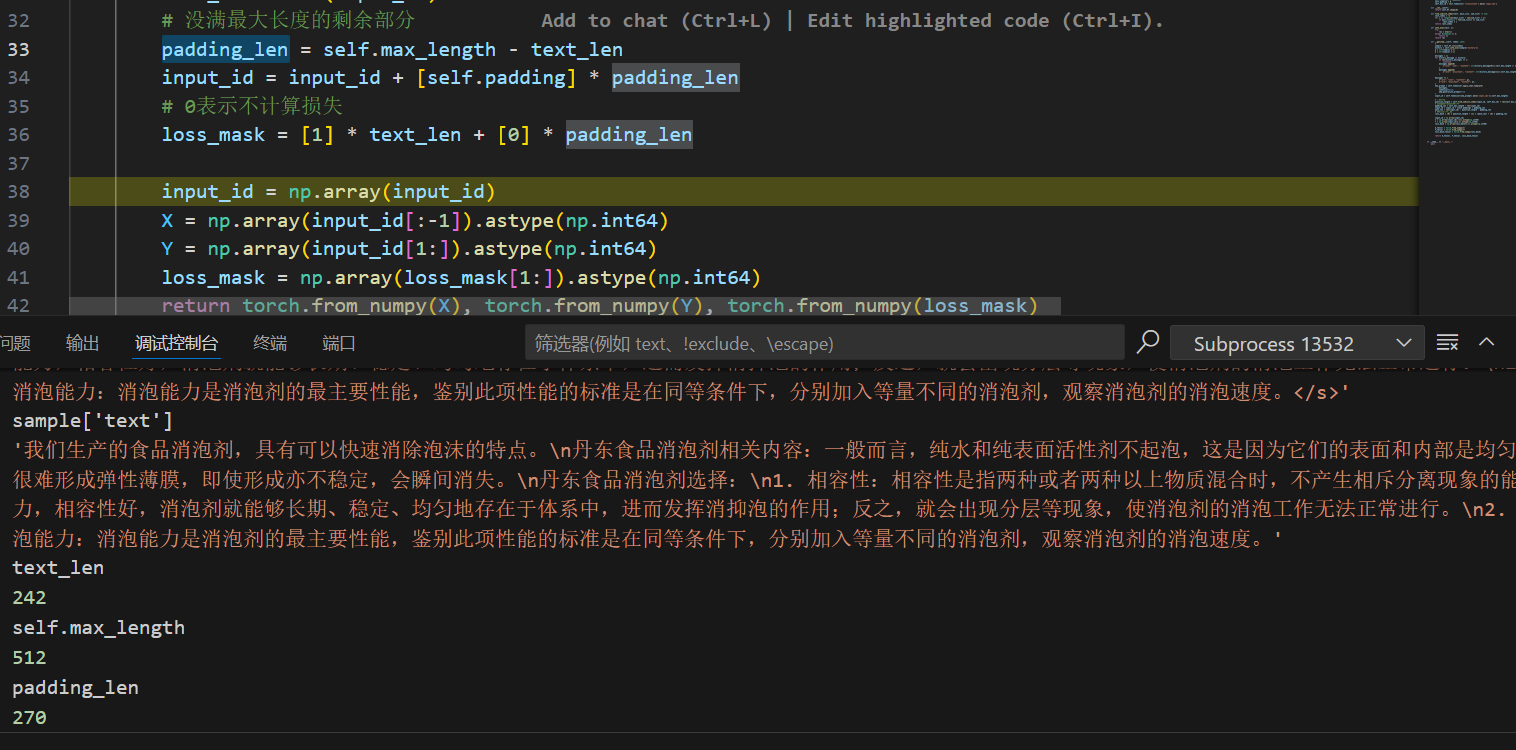 32 # 没满最大长度的剩余部分 Add to chat (Ctrl+L) | Edit highlighted code (Ctrl+I).
33 padding_len = self.max_length - text_len
34 input_id = input_id + [self.padding] * padding_len
35 # 0表示不计算损失
36 loss_mask = [1] * text_len + [0] * padding_len
37
38 input_id = np.array(input_id)
39 X = np.array(input_id[:-1]).astype(np.int64)
40 Y = np.array(input_id[1:]).astype(np.int64)
41 loss_mask = np.array(loss_mask[1:]).astype(np.int64)
42 return torch.from_numpy(X), torch.from_numpy(Y), torch.from_numpy(loss_mask)
问题 输出 调试控制台 终端 端口 筛选器(例如 text、!exclude、\escape) Subprocess 13532
消泡能力：消泡能力是消泡剂的最主要性能，鉴别此项性能的标准是在同等条件下，分别加入等量不同的消泡剂，观察消泡剂的消泡速度。</s>'
sample['text']
'我们生产的食品消泡剂，具有可以快速消除泡沫的特点。\n丹东食品消泡剂相关内容：一般而言，纯水和纯表面活性剂不起泡，这是因为它们的表面和内部是均匀
很难形成弹性薄膜，即使形成亦不稳定，会瞬间消失。\n丹东食品消泡剂选择：\n1. 相容性：相容性是指两种或者两种以上物质混合时，不产生相斥分离现象的能
力，相容性好，消泡剂就能够长期、稳定、均匀地存在于体系中，进而发挥消抑泡的作用；反之，就会出现分层等现象，使消泡剂的消泡工作无法正常进行。\n2.
泡能力：消泡能力是消泡剂的最主要性能，鉴别此项性能的标准是在同等条件下，分别加入等量不同的消泡剂，观察消泡剂的消泡速度。'
text_len
242
self.max_length
512
padding_len
270